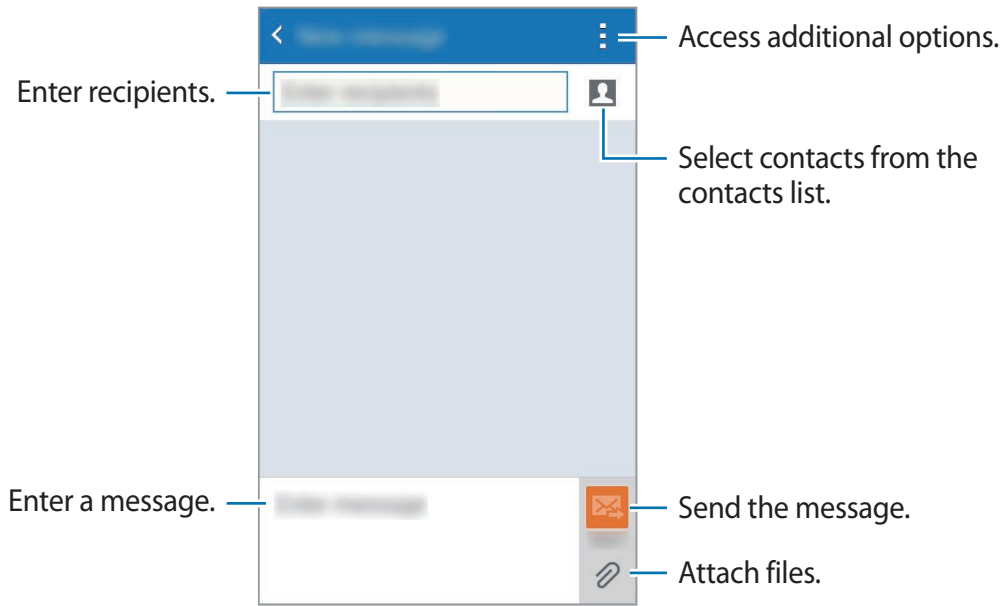 Access additional options.
Enter recipients.
Select contacts from the
contacts list.
Enter a message.
Send the message.
Attach files.